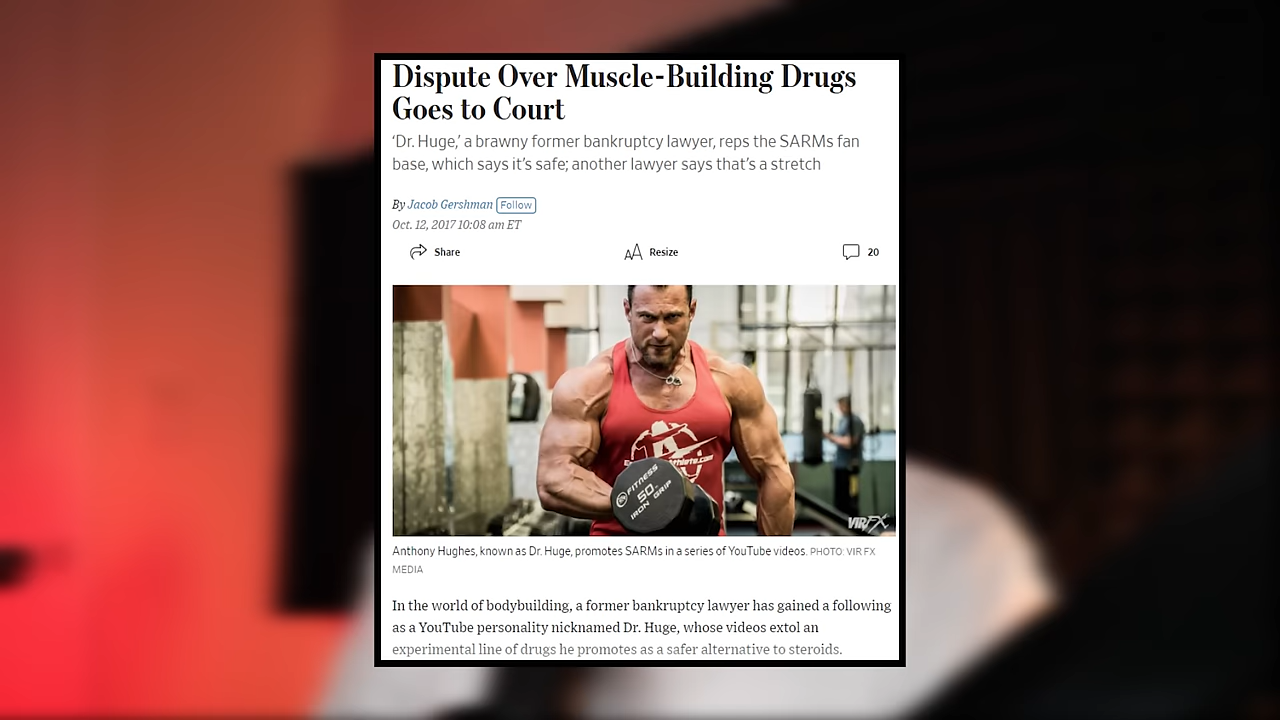 Dispute Over Muscle-Building Drugs
Goes to Court
‘Dr. Huge,’ a brawny former bankruptcy lawyer, reps the SARMs fan
base, which says it’s safe; another lawyer says that’s a stretch
By Jacob Gershman Follow
Oct. 12, 2017 10:08 am ET
Share
Resize
20
FITNESS
50
IRON GRIP
VIRFX
Anthony Hughes, known as Dr. Huge, promotes SARMs in a series of YouTube videos. PHOTO: VIR FX
MEDIA
In the world of bodybuilding, a former bankruptcy lawyer has gained a following
as a YouTube personality nicknamed Dr. Huge, whose videos extol an
experimental line of drugs he promotes as a safer alternative to steroids.